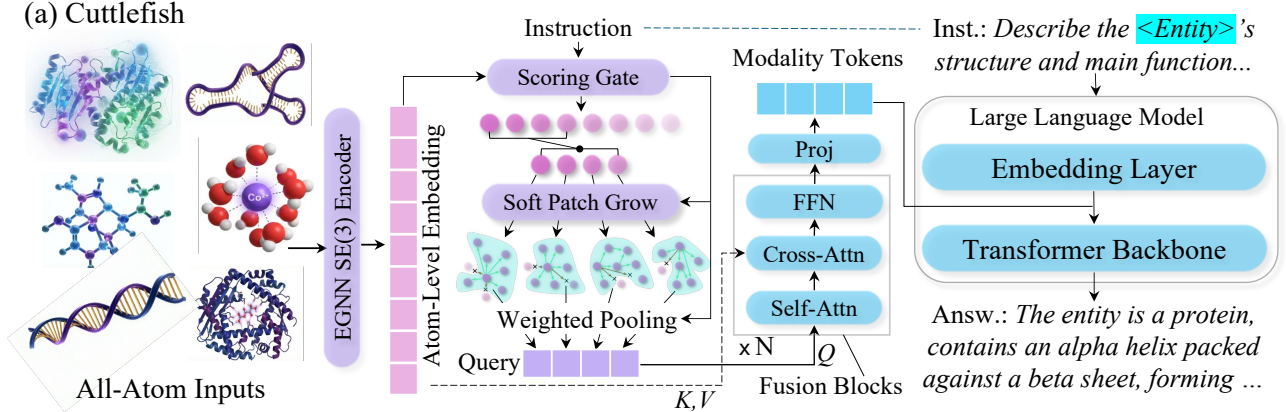 (a) Cuttlefish
Co³⁺
All-Atom Inputs
EGNN SE(3) Encoder
Atom-Level Embedding
Instruction
Scoring Gate
Soft Patch Grow
Weighted Pooling
Query
K,V
Q
Modality Tokens
Proj
FFN
Cross-Attn
Self-Attn
x N
Fusion Blocks
Inst.: Describe the <Entity>'s
structure and main function...
Large Language Model
Embedding Layer
Transformer Backbone
Answ.: The entity is a protein,
contains an alpha helix packed
against a beta sheet, forming ...